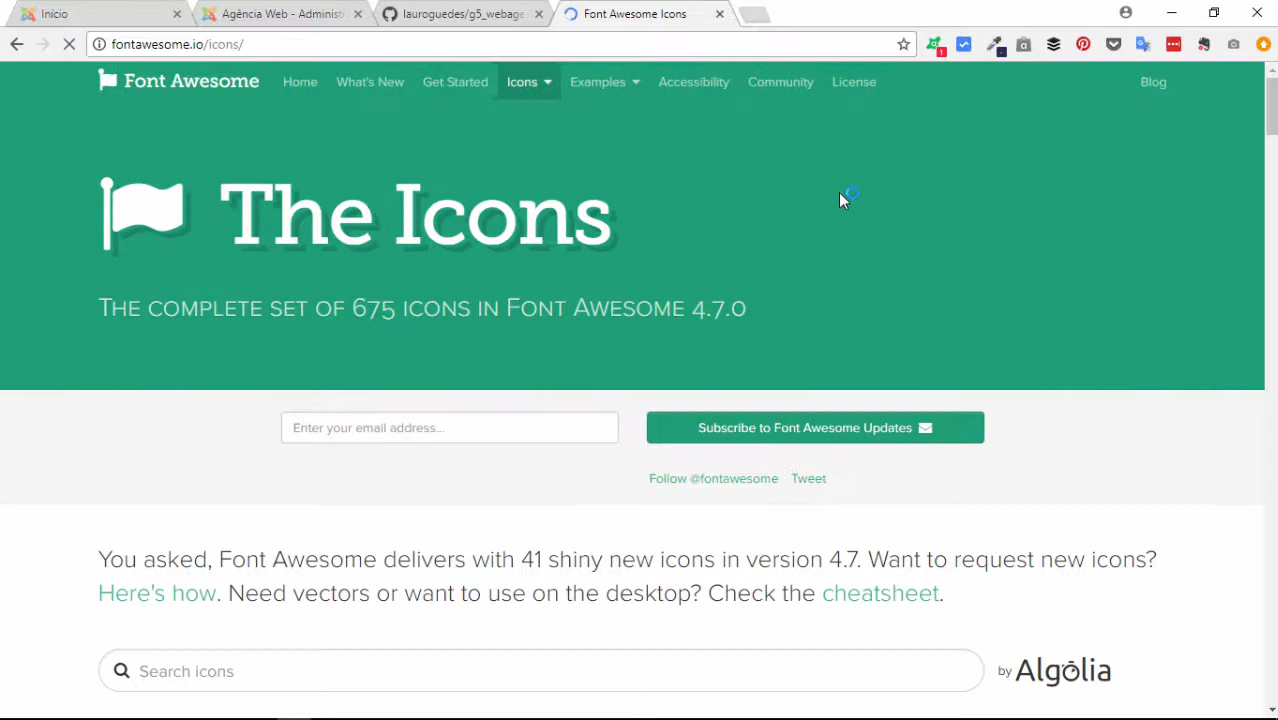 Início
Agência Web - Administ
lauroguedes/g5_webage
Font Awesome Icons
fontawesome.io/icons/
1
Font Awesome
Home
What's New
Get Started
Icons
Examples
Accessibility
Community
License
Blog
The Icons
The complete set of 675 icons in Font Awesome 4.7.0
Enter your email address...
Subscribe to Font Awesome Updates
Follow @fontawesome
Tweet
You asked, Font Awesome delivers with 41 shiny new icons in version 4.7. Want to request new icons?
Here's how. Need vectors or want to use on the desktop? Check the cheatsheet.
Search icons
by Algolia